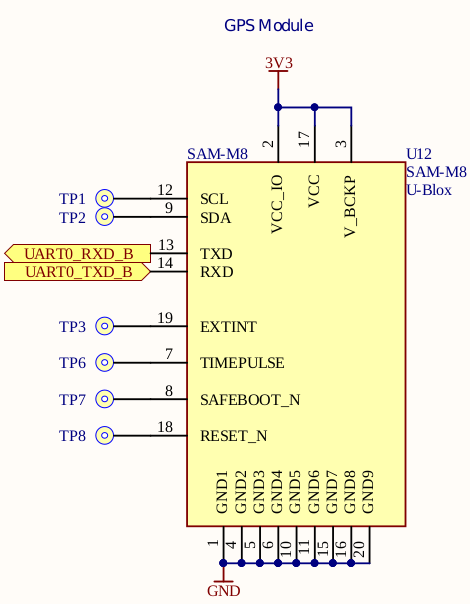 GPS Module
3V3
SAM-M8
U12
SAM-M8
U-Blox
2
17
3
VCC_IO
VCC
V_BCKP
TP1
12
SCL
TP2
9
SDA
UART0_RXD_B
13
TXD
UART0_TXD_B
14
RXD
TP3
19
EXTINT
TP6
7
TIMEPULSE
TP7
8
SAFEBOOT_N
TP8
18
RESET_N
GND1
GND2
GND3
GND4
GND5
GND6
GND7
GND8
GND9
1
4
5
6
10
11
15
16
20
GND